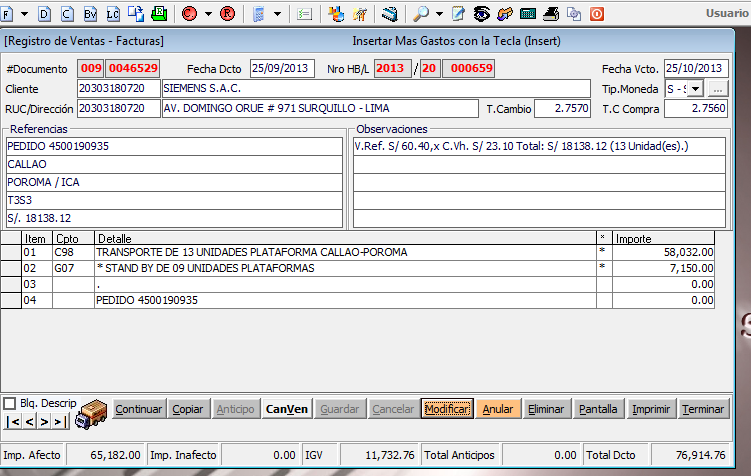 F D C Bv LC Usuario
[Registro de Ventas - Facturas] Insertar Mas Gastos con la Tecla (Insert)
#Documento 009 0046529 Fecha Dcto 25/09/2013 Nro HB/L 2013 / 20 000659 Fecha Vcto. 25/10/2013
Cliente 20303180720 SIEMENS S.A.C. Tip.Moneda S - ...
RUC/Dirección 20303180720 AV. DOMINGO ORUE # 971 SURQUILLO - LIMA T.Cambio 2.7570 T.C Compra 2.7560
Referencias Observaciones
PEDIDO 4500190935 V.Ref. S/ 60.40,x C.Vh. S/ 23.10 Total: S/ 18138.12 (13 Unidad(es).)
CALLAO
POROMA / ICA
T3S3
S/. 18138.12
Item Cpto Detalle * Importe
01 C98 TRANSPORTE DE 13 UNIDADES PLATAFORMA CALLAO-POROMA * 58,032.00
02 G07 * STAND BY DE 09 UNIDADES PLATAFORMAS * 7,150.00
03 . 0.00
04 PEDIDO 4500190935 0.00
Blq. Descrip
|< < > >| Continuar Copiar Anticipo CanVen Guardar Cancelar Modificar Anular Eliminar Pantalla Imprimir Terminar
Imp. Afecto 65,182.00 Imp. Inafecto 0.00 IGV 11,732.76 Total Anticipos 0.00 Total Dcto 76,914.76